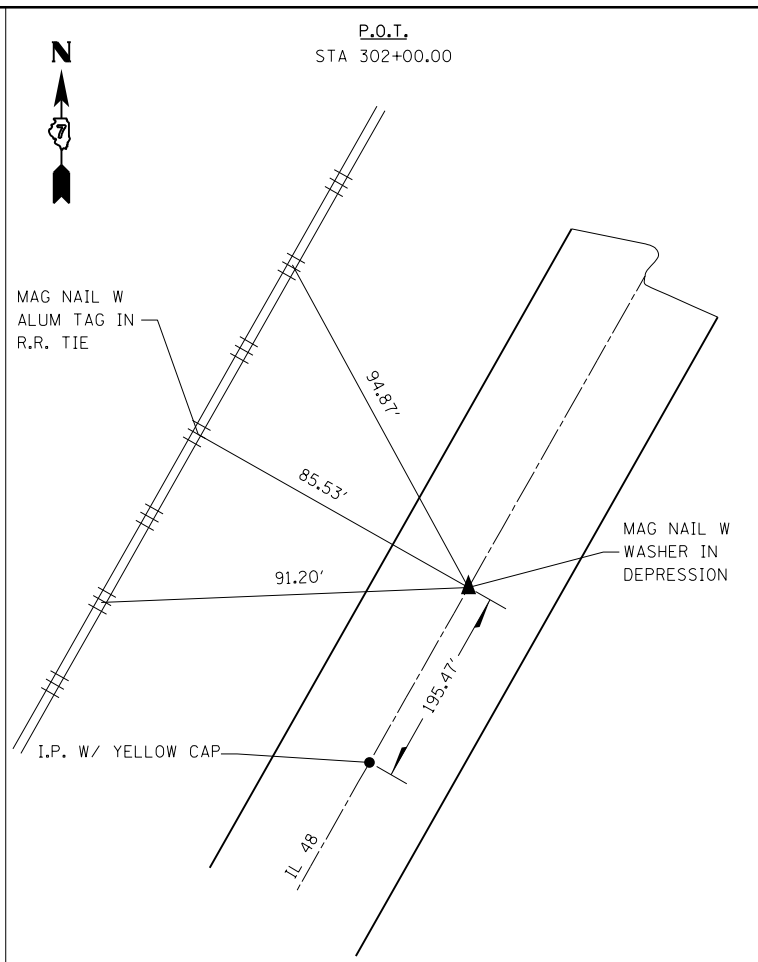 P.O.T.
STA 302+00.00
N
7
MAG NAIL W
ALUM TAG IN
R.R. TIE
94.87'
85.53'
91.20'
MAG NAIL W
WASHER IN
DEPRESSION
195.47'
I.P. W/ YELLOW CAP
IL 48